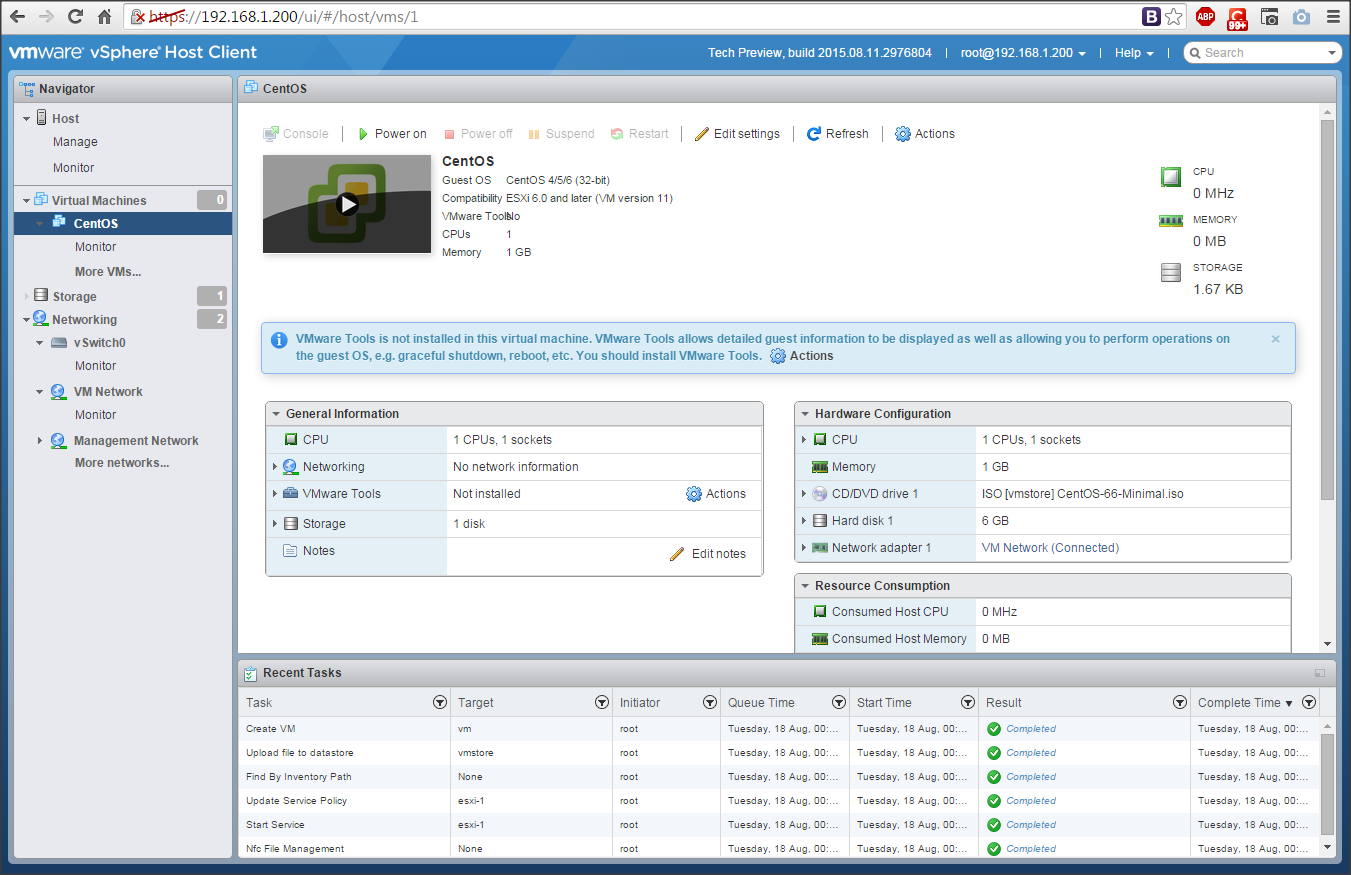 https://192.168.1.200/ui/#/host/vms/1
B
ABP
99+
vmware vSphere Host Client
Tech Preview, build 2015.08.11.2976804 | root@192.168.1.200 | Help | Search
Navigator
Host
Manage
Monitor
Virtual Machines 0
CentOS
Monitor
More VMs...
Storage 1
Networking 2
vSwitch0
Monitor
VM Network
Monitor
Management Network
More networks...
CentOS
Console | Power on Power off Suspend Restart | Edit settings | Refresh | Actions
CentOS
Guest OS CentOS 4/5/6 (32-bit)
Compatibility ESXi 6.0 and later (VM version 11)
VMware Tools No
CPUs 1
Memory 1 GB
CPU
0 MHz
MEMORY
0 MB
STORAGE
1.67 KB
VMware Tools is not installed in this virtual machine. VMware Tools allows detailed guest information to be displayed as well as allowing you to perform operations on
the guest OS, e.g. graceful shutdown, reboot, etc. You should install VMware Tools. Actions
General Information
CPU 1 CPUs, 1 sockets
Networking No network information
VMware Tools Not installed Actions
Storage 1 disk
Notes Edit notes
Hardware Configuration
CPU 1 CPUs, 1 sockets
Memory 1 GB
CD/DVD drive 1 ISO [vmstore] CentOS-66-Minimal.iso
Hard disk 1 6 GB
Network adapter 1 VM Network (Connected)
Resource Consumption
Consumed Host CPU 0 MHz
Consumed Host Memory 0 MB
Recent Tasks
Task Target Initiator Queue Time Start Time Result Complete Time
Create VM vm root Tuesday, 18 Aug, 00:... Tuesday, 18 Aug, 00:... Completed Tuesday, 18 Aug, 00:...
Upload file to datastore vmstore root Tuesday, 18 Aug, 00:... Tuesday, 18 Aug, 00:... Completed Tuesday, 18 Aug, 00:...
Find By Inventory Path None root Tuesday, 18 Aug, 00:... Tuesday, 18 Aug, 00:... Completed Tuesday, 18 Aug, 00:...
Update Service Policy esxi-1 root Tuesday, 18 Aug, 00:... Tuesday, 18 Aug, 00:... Completed Tuesday, 18 Aug, 00:...
Start Service esxi-1 root Tuesday, 18 Aug, 00:... Tuesday, 18 Aug, 00:... Completed Tuesday, 18 Aug, 00:...
Nfc File Management None root Tuesday, 18 Aug, 00:... Tuesday, 18 Aug, 00:... Completed Tuesday, 18 Aug, 00:...